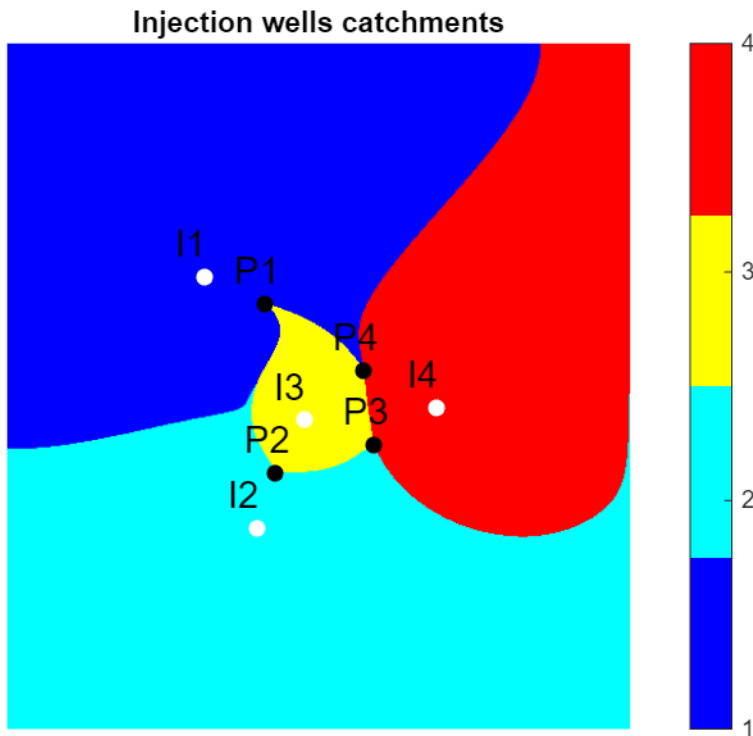 Injection wells catchments
I1
P1
P4
I4
I3
P3
P2
I2
4
3
2
1